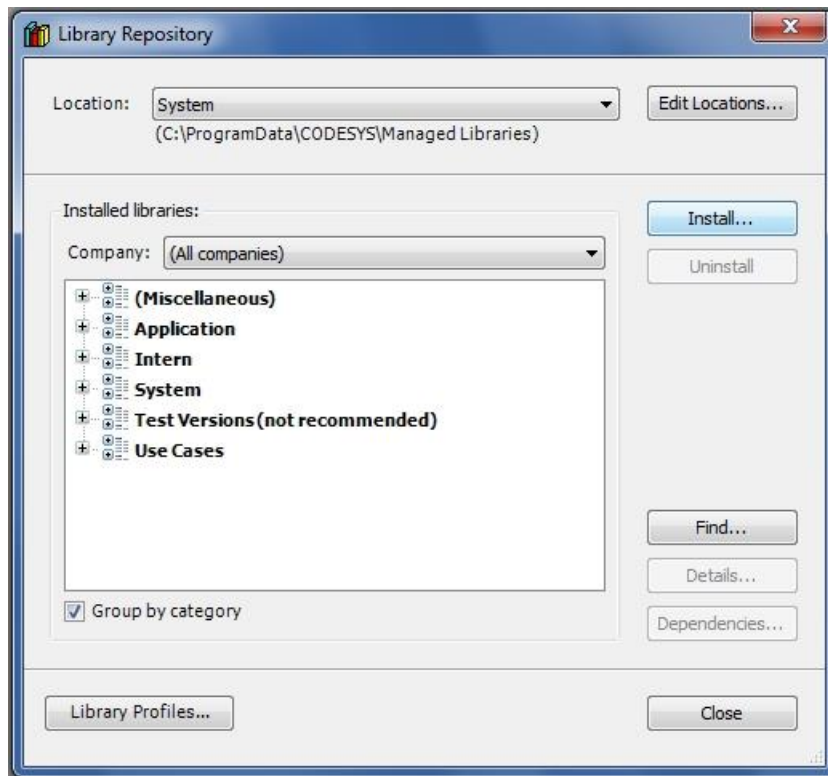 Library Repository
Location: System Edit Locations...
(C:\ProgramData\CODESYS\Managed Libraries)
Installed libraries:
Install...
Company: (All companies)
Uninstall
(Miscellaneous)
Application
Intern
System
Test Versions(not recommended)
Use Cases
Find...
Details...
Group by category
Dependencies...
Library Profiles... Close